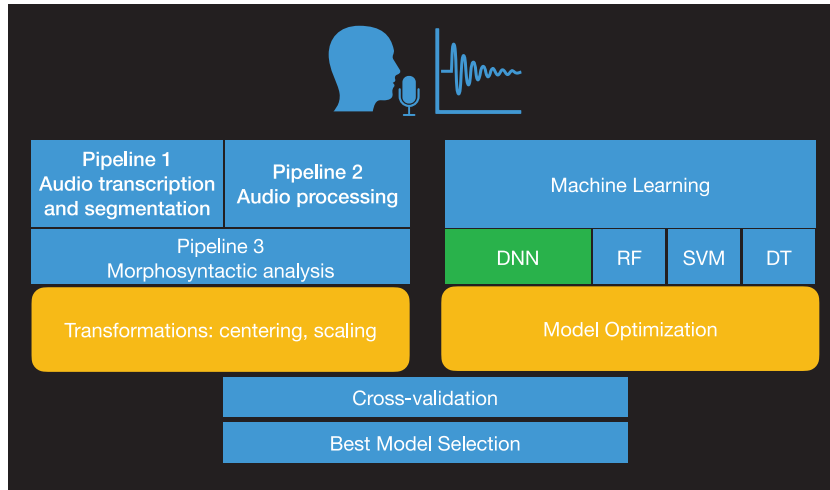 Pipeline 1
Audio transcription
and segmentation
Pipeline 2
Audio processing
Pipeline 3
Morphosyntactic analysis
Transformations: centering, scaling
Machine Learning
DNN
RF
SVM
DT
Model Optimization
Cross-validation
Best Model Selection